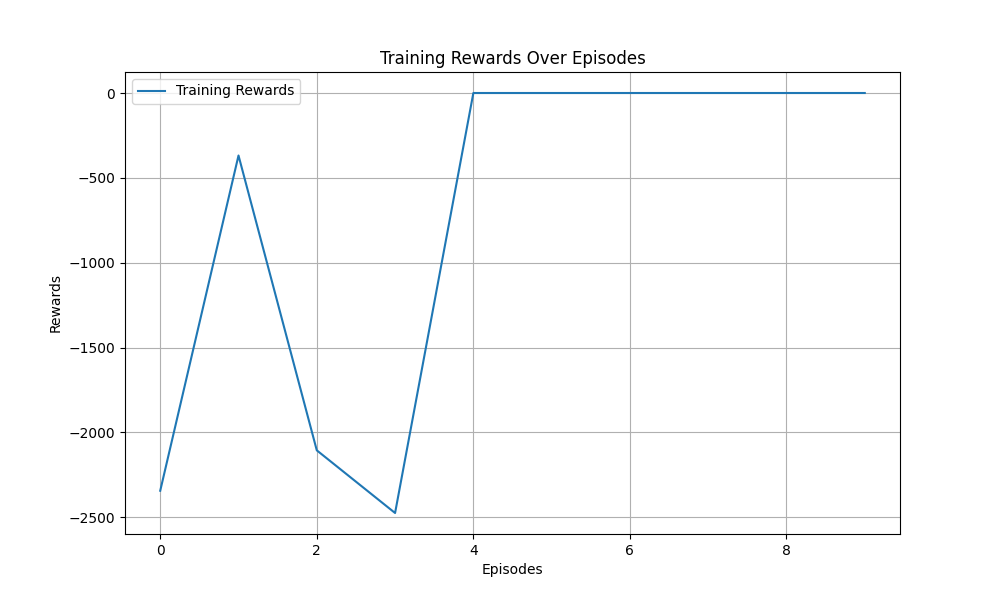 Training Rewards Over Episodes
Training Rewards
0
−500
−1000
−1500
−2000
−2500
Rewards
0 2 4 6 8
Episodes